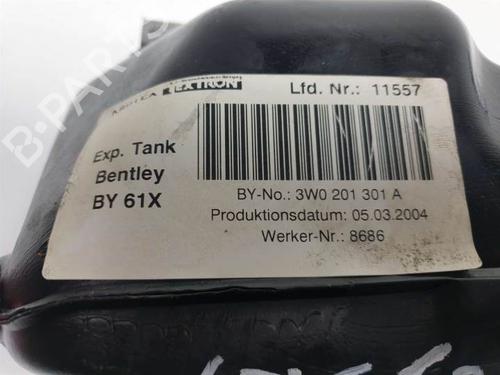 TEXTRON
Lfd. Nr.: 11557
Exp. Tank
Bentley
BY 61X
BY-No.: 3W0 201 301 A
Produktionsdatum: 05.03.2004
Werker-Nr.: 8686
B-PARTS